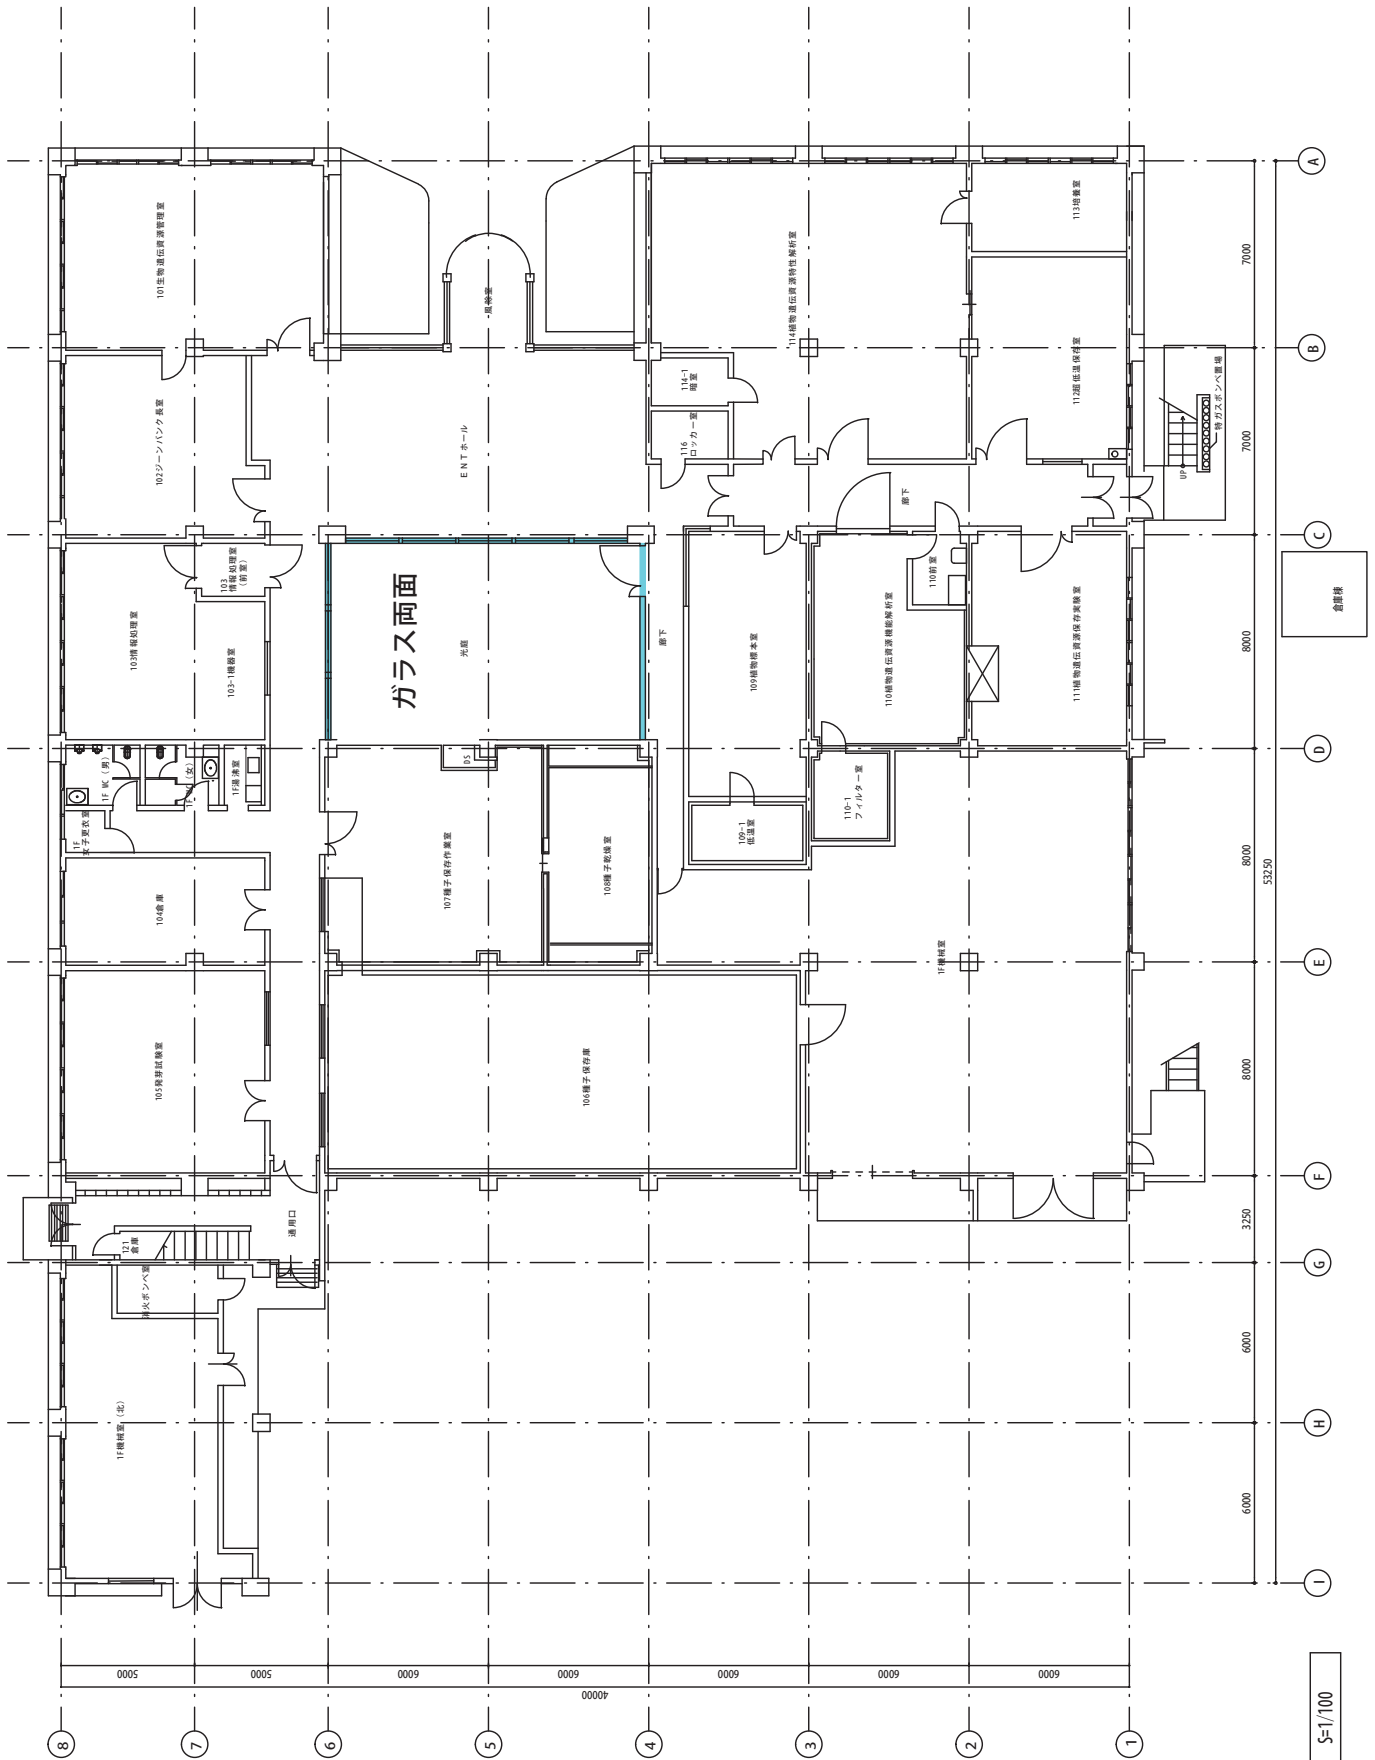 A
B
C
D
E
F
G
H
I
7000
7000
8000
8000
8000
3250
6000
6000
53250
8
7
6
5
4
3
2
1
5000
5000
6000
6000
6000
6000
6000
40000
S=1/100
101生物遺伝資源管理室
102ジーンバンク長室
103情報処理室
103
情報処理室
(前室)
103-1機器室
1F WC (男)
1F WC (女)
1F湯沸室
1F
女子更衣室
104倉庫
105発芽試験室
121
倉庫
消火ボンベ室
1F機械室 (北)
通用口
風除室
ENTホール
ガラス両面
光庭
DS
107種子保存作業室
108種子乾燥室
106種子保存庫
114植物遺伝資源特性解析室
114-1
暗室
116
ロッカー室
廊下
廊下
109植物標本室
109-1
低温室
110植物遺伝資源機能解析室
110前室
110-1
フィルター室
1F機械室
113培養室
112超低温保存室
111植物遺伝資源保存実験室
UP
特ガスボンベ置場
倉庫棟